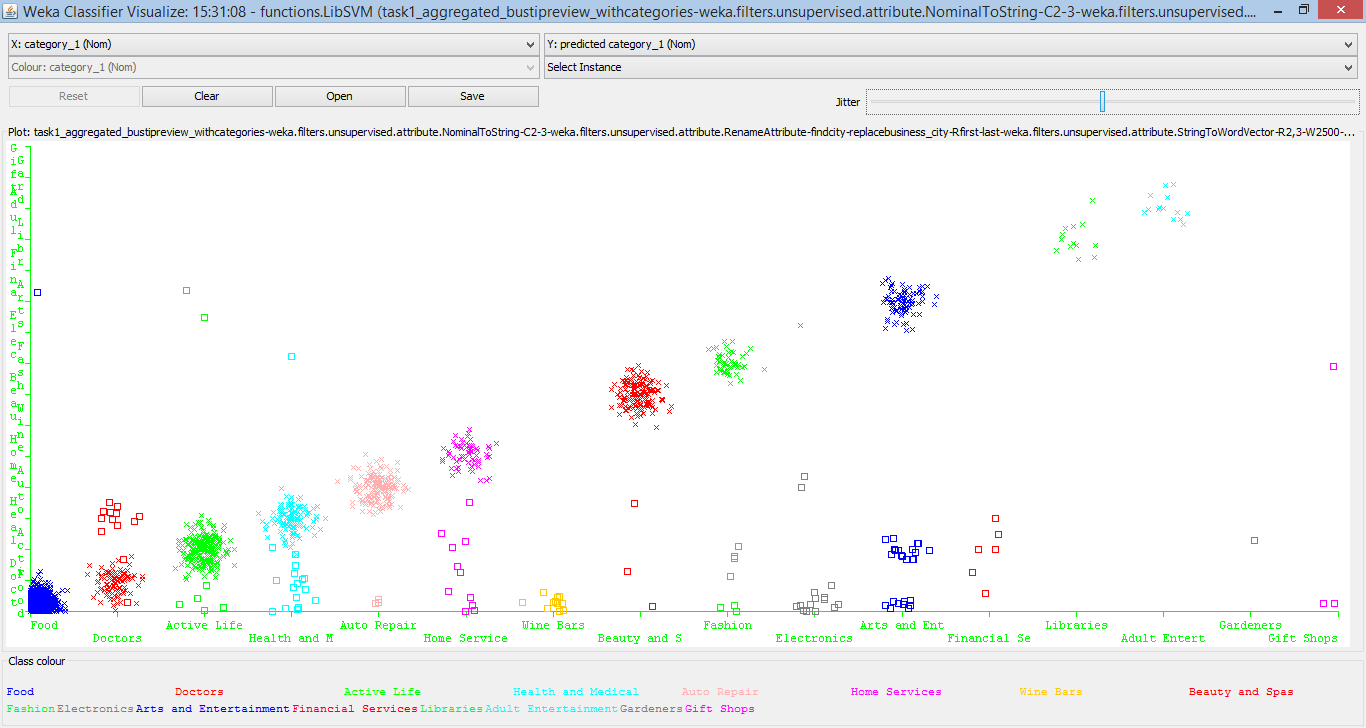 Weka Classifier Visualize: 15:31:08 - functions.LibSVM (task1_aggregated_bustipreview_withcategories-weka.filters.unsupervised.attribute.NominalToString-C2-3-weka.filters.unsupervised....
X: category_1 (Nom) Y: predicted category_1 (Nom)
Colour: category_1 (Nom) Select Instance
Reset Clear Open Save Jitter
Plot: task1_aggregated_bustipreview_withcategories-weka.filters.unsupervised.attribute.NominalToString-C2-3-weka.filters.unsupervised.attribute.RenameAttribute-findcity-replacebusiness_city-Rfirst-last-weka.filters.unsupervised.attribute.StringToWordVector-R2,3-W2500-...
Food Active Life Auto Repair Wine Bars Fashion Arts and Ent Libraries Gardeners
Doctors Health and M Home Service Beauty and S Electronics Financial Se Adult Entert Gift Shops
Class colour
Food Doctors Active Life Health and Medical Auto Repair Home Services Wine Bars Beauty and Spas
Fashion Electronics Arts and Entertainment Financial Services Libraries Adult Entertainment Gardeners Gift Shops